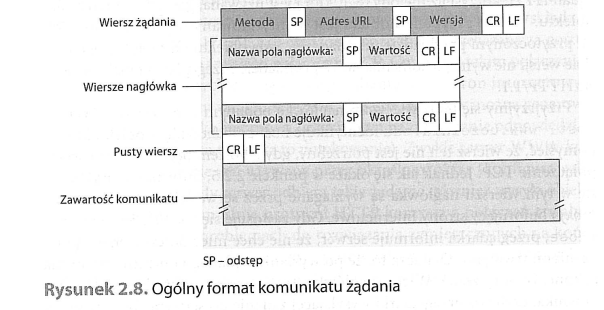 Wiersz żądania Metoda SP Adres URL SP Wersja CR LF
Nazwa pola nagłówka: SP Wartość CR LF
Wiersze nagłówka
Nazwa pola nagłówka: SP Wartość CR LF
Pusty wiersz CR LF
Zawartość komunikatu
SP – odstęp
Rysunek 2.8. Ogólny format komunikatu żądania